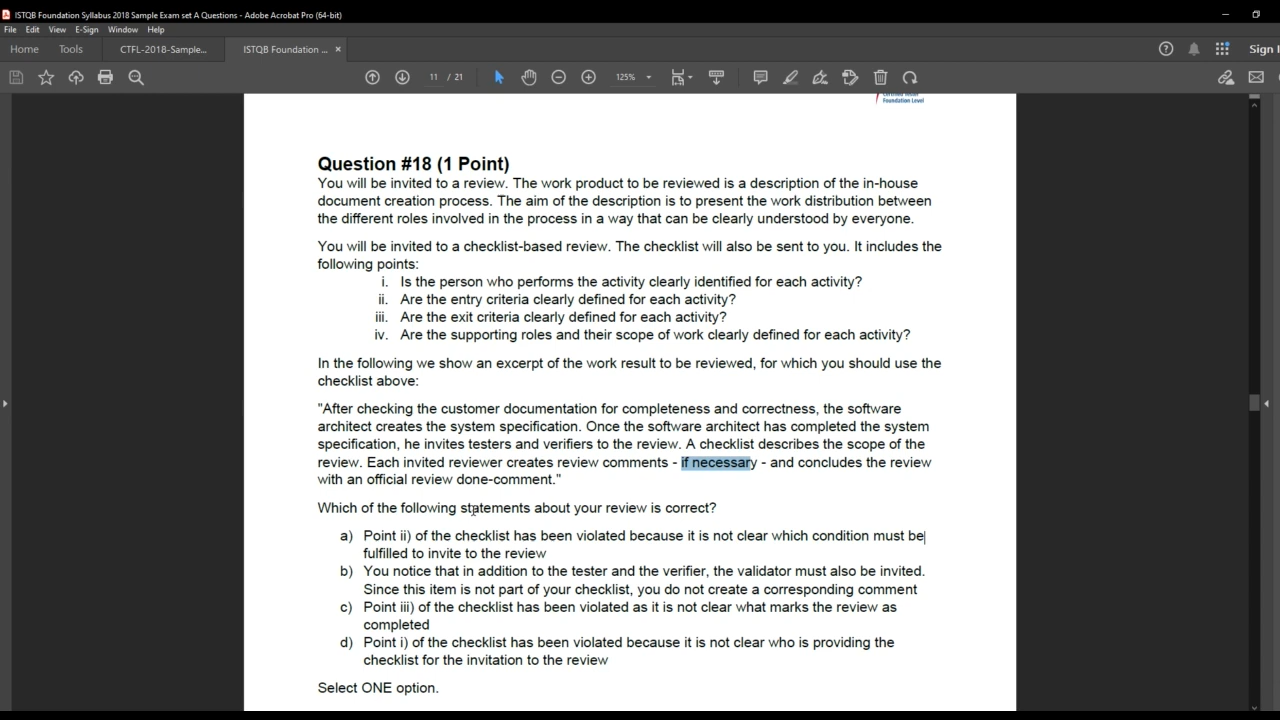 ISTQB Foundation Syllabus 2018 Sample Exam set A Questions - Adobe Acrobat Pro (64-bit)
File Edit View E-Sign Window Help
Home Tools CTFL-2018-Sample... ISTQB Foundation ... × Sign I
11 / 21 125%
Foundation Level
Question #18 (1 Point)
You will be invited to a review. The work product to be reviewed is a description of the in-house
document creation process. The aim of the description is to present the work distribution between
the different roles involved in the process in a way that can be clearly understood by everyone.
You will be invited to a checklist-based review. The checklist will also be sent to you. It includes the
following points:
i. Is the person who performs the activity clearly identified for each activity?
ii. Are the entry criteria clearly defined for each activity?
iii. Are the exit criteria clearly defined for each activity?
iv. Are the supporting roles and their scope of work clearly defined for each activity?
In the following we show an excerpt of the work result to be reviewed, for which you should use the
checklist above:
"After checking the customer documentation for completeness and correctness, the software
architect creates the system specification. Once the software architect has completed the system
specification, he invites testers and verifiers to the review. A checklist describes the scope of the
review. Each invited reviewer creates review comments - if necessary - and concludes the review
with an official review done-comment."
Which of the following statements about your review is correct?
a) Point ii) of the checklist has been violated because it is not clear which condition must be
fulfilled to invite to the review
b) You notice that in addition to the tester and the verifier, the validator must also be invited.
Since this item is not part of your checklist, you do not create a corresponding comment
c) Point iii) of the checklist has been violated as it is not clear what marks the review as
completed
d) Point i) of the checklist has been violated because it is not clear who is providing the
checklist for the invitation to the review
Select ONE option.